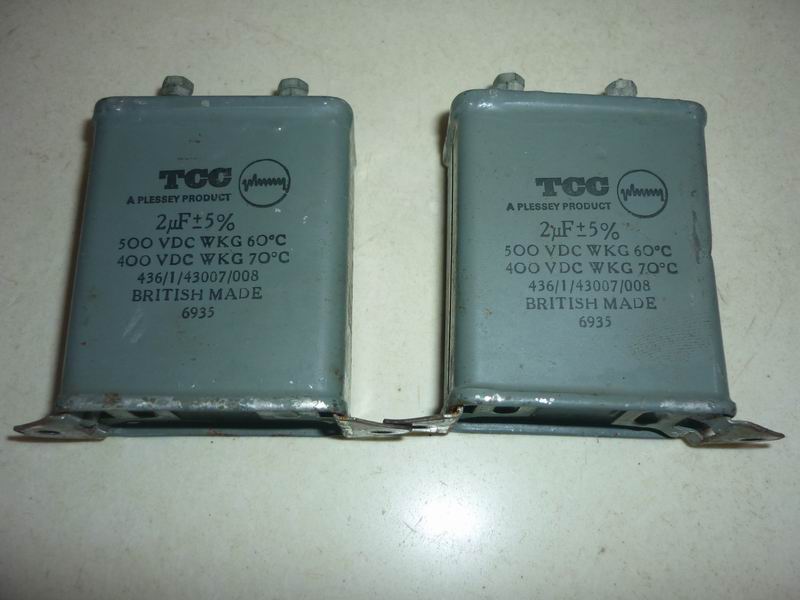 TCC
A PLESSEY PRODUCT
2µF±5%
500 VDC WKG 60°C
400 VDC WKG 70°C
436/1/43007/008
BRITISH MADE
6935
TCC
A PLESSEY PRODUCT
2µF±5%
500 VDC WKG 60°C
400 VDC WKG 70°C
436/1/43007/008
BRITISH MADE
6935